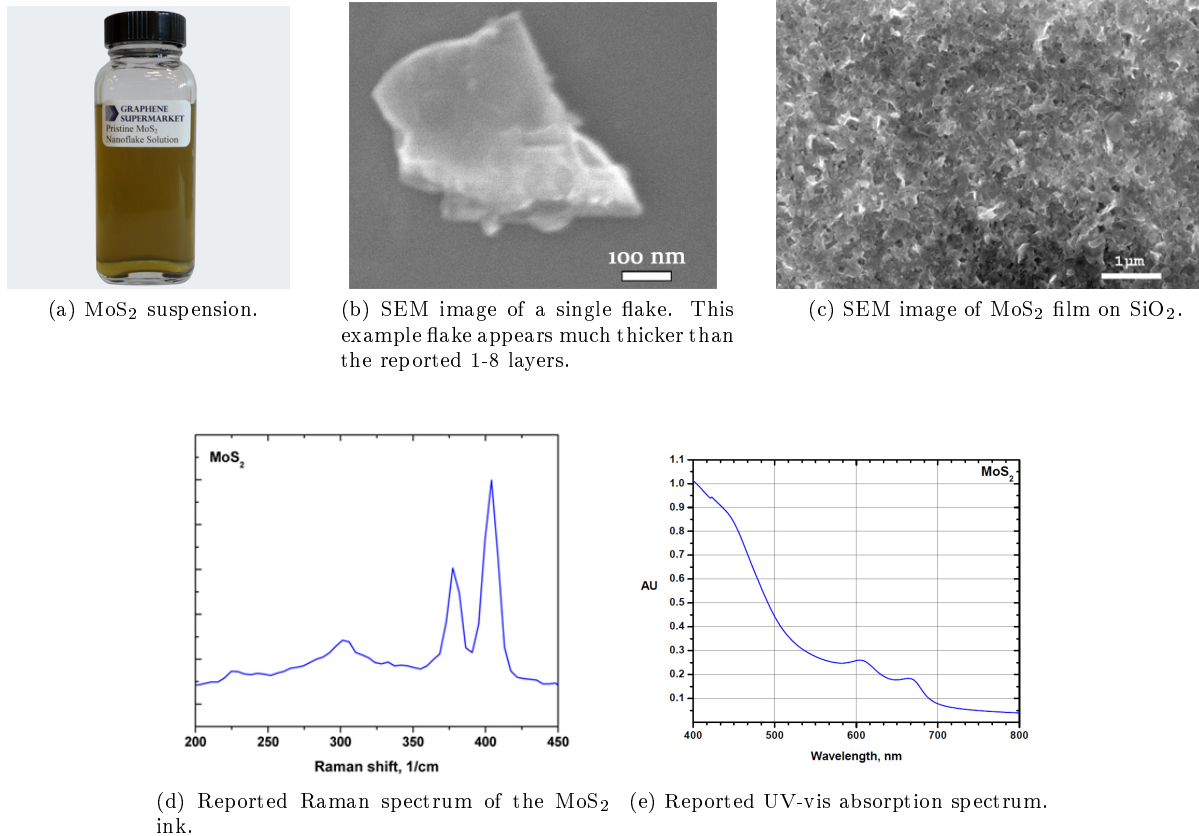 GRAPHENE
SUPERMARKET
Pristine MoS₂
Nanoflake Solution
100 nm
1µm
(a) MoS₂ suspension.
(b) SEM image of a single flake. This
example flake appears much thicker than
the reported 1-8 layers.
(c) SEM image of MoS₂ film on SiO₂.
MoS₂
200 250 300 350 400 450
Raman shift, 1/cm
MoS₂
1.1
1.0
0.9
0.8
0.7
0.6
AU
0.5
0.4
0.3
0.2
0.1
400 500 600 700 800
Wavelength, nm
(d) Reported Raman spectrum of the MoS₂
ink.
(e) Reported UV-vis absorption spectrum.